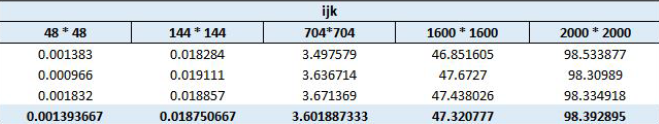 ijk
48 * 48 144 * 144 704*704 1600 * 1600 2000 * 2000
0.001383 0.018284 3.497579 46.851605 98.533877
0.000966 0.019111 3.636714 47.6727 98.30989
0.001832 0.018857 3.671369 47.438026 98.334918
0.001393667 0.018750667 3.601887333 47.320777 98.392895